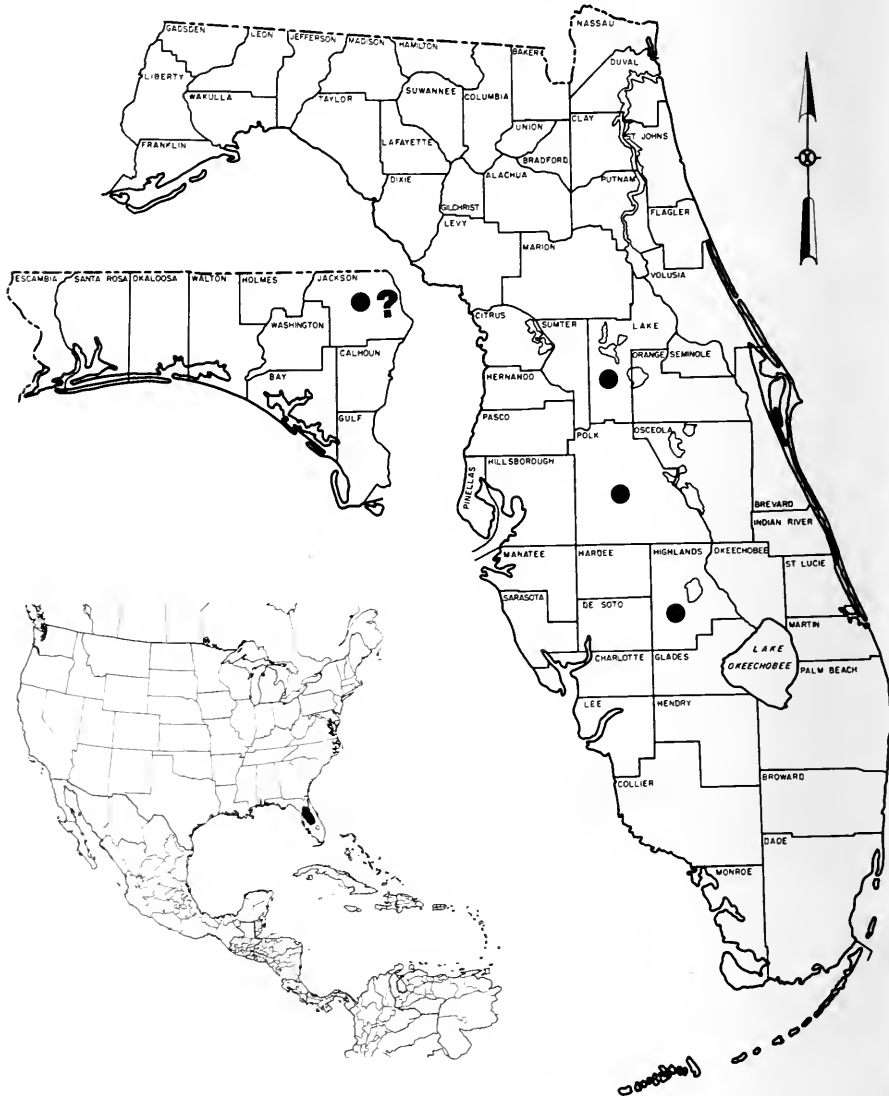 NASSAU
GADSDEN
LEON
JEFFERSON
MADISON
HAMILTON
BAKER
DUVAL
LIBERTY
WAKULLA
TAYLOR
SUWANNEE
COLUMBIA
UNION
CLAY
ST JOHNS
FRANKLIN
LAFAYETTE
BRADFORD
DIXIE
ALACHUA
PUTNAM
GILCHRIST
FLAGLER
LEVY
MARION
VOLUSIA
ESCAMBIA
SANTA ROSA
OKALOOSA
WALTON
HOLMES
JACKSON
?
WASHINGTON
CITRUS
SUMTER
LAKE
CALHOUN
ORANGE
SEMINOLE
BAY
HERNANDO
GULF
PASCO
POLK
OSCEOLA
HILLSBOROUGH
PINELLAS
BREVARD
INDIAN RIVER
MANATEE
HARDEE
HIGHLANDS
OKEECHOBEE
ST LUCIE
SARASOTA
DE SOTO
MARTIN
LAKE
OKEECHOBEE
CHARLOTTE
GLADES
PALM BEACH
LEE
HENDRY
COLLIER
BROWARD
DADE
MONROE